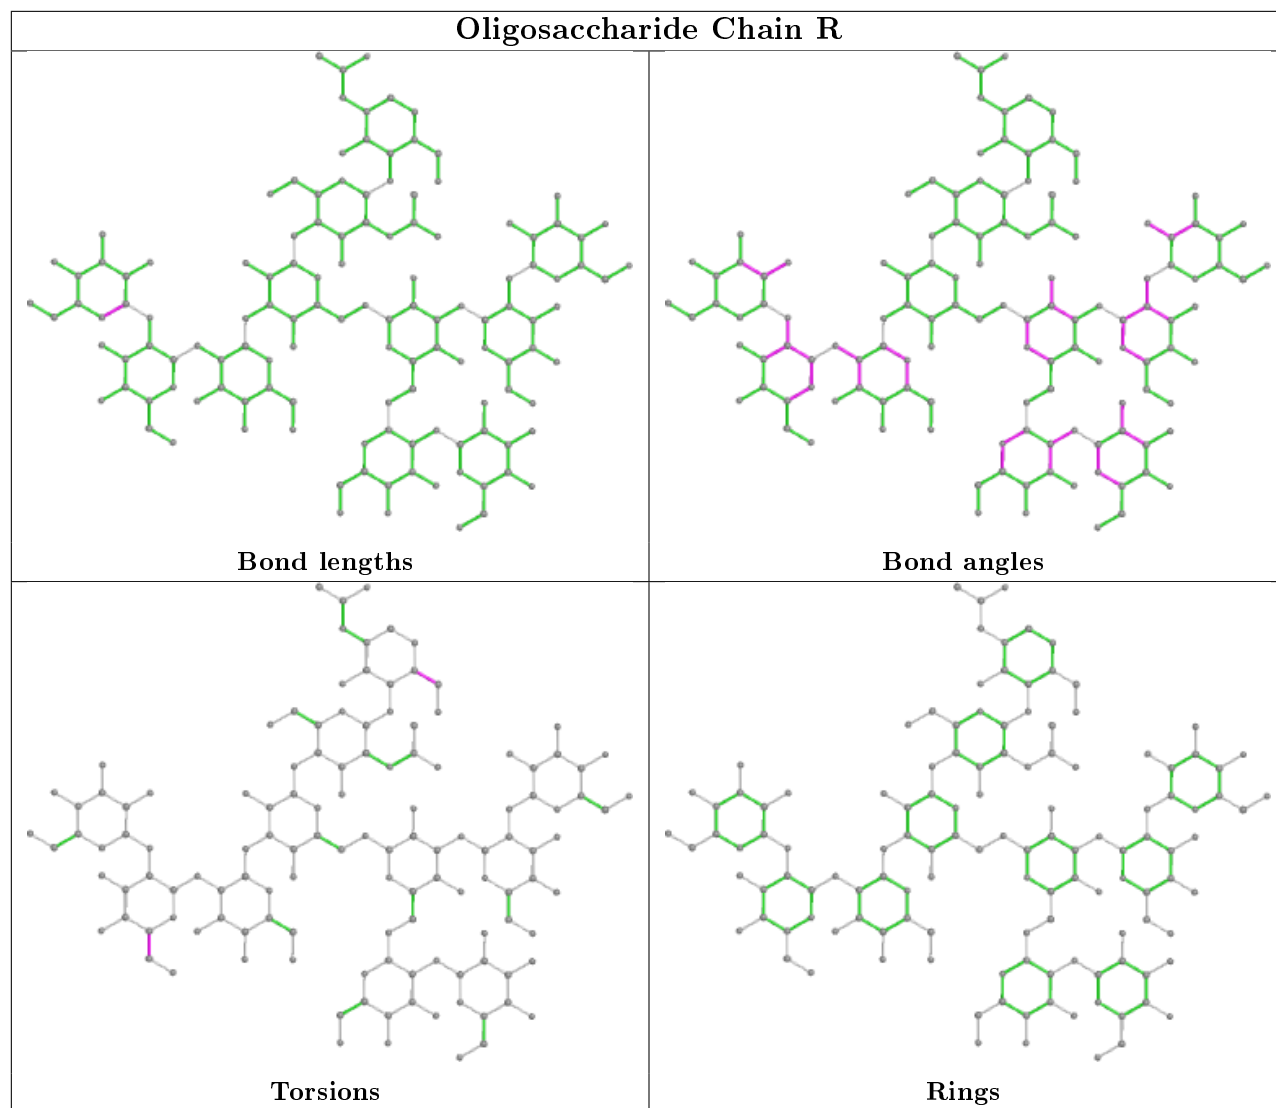 Oligosaccharide Chain R
Bond lengths
Bond angles
Torsions
Rings